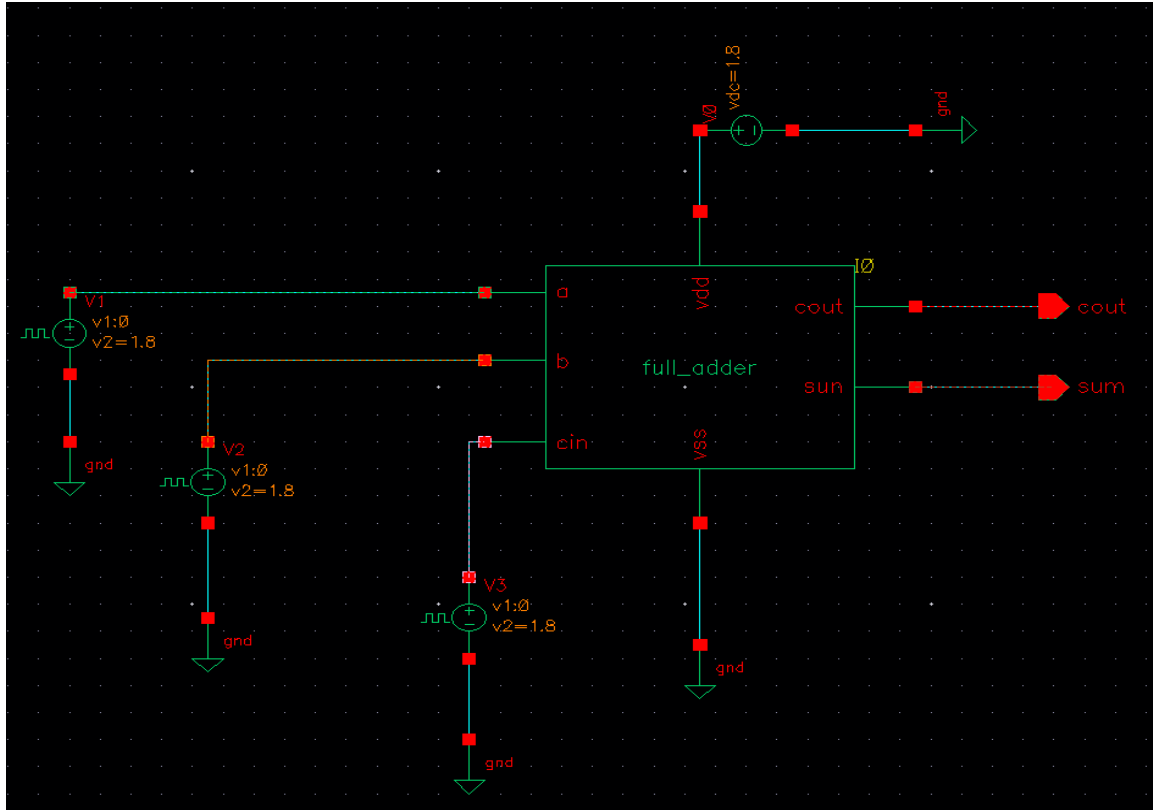 vdc=1.8
V0
gnd
I0
V1
v1:0
v2=1.8
gnd
a
vdd
cout
cout
b
full_adder
sun
sum
cin
vss
V2
v1:0
v2=1.8
gnd
V3
v1:0
v2=1.8
gnd
gnd